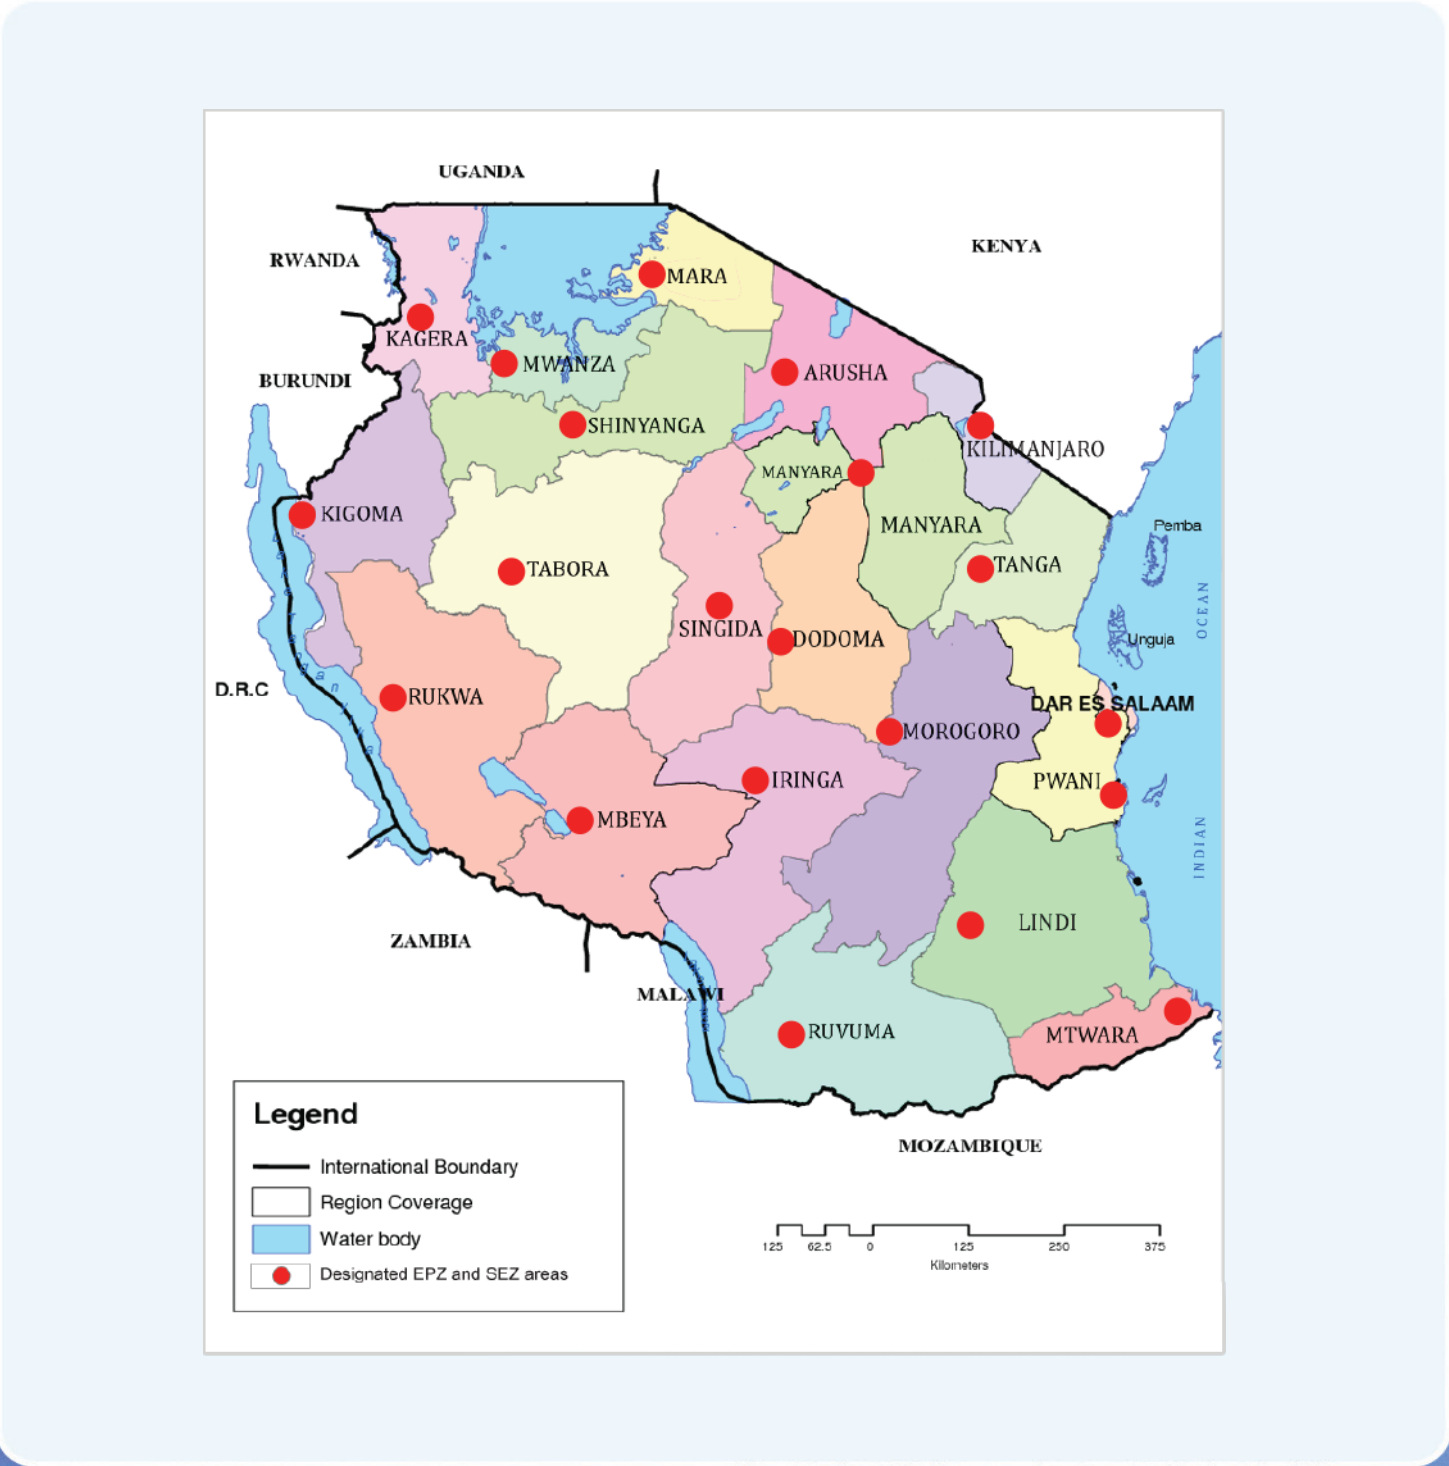 UGANDA
KENYA
RWANDA
MARA
KAGERA
MWANZA
ARUSHA
BURUNDI
SHINYANGA
KILIMANJARO
MANYARA
KIGOMA
MANYARA
Pemba
TABORA
TANGA
OCEAN
SINGIDA
DODOMA
Unguja
D.R.C
RUKWA
DAR ES SALAAM
MOROGORO
IRINGA
PWANI
MBEYA
INDIAN
LINDI
ZAMBIA
MALAWI
RUVUMA
MTWARA
MOZAMBIQUE
Legend
International Boundary
Region Coverage
Water body
Designated EPZ and SEZ areas
125 62.5 0 125 250 375
Kilometers